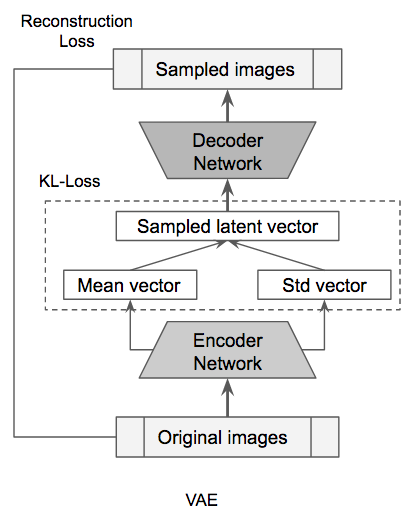 Reconstruction
Loss
Sampled images
Decoder
Network
KL-Loss
Sampled latent vector
Mean vector
Std vector
Encoder
Network
Original images
VAE